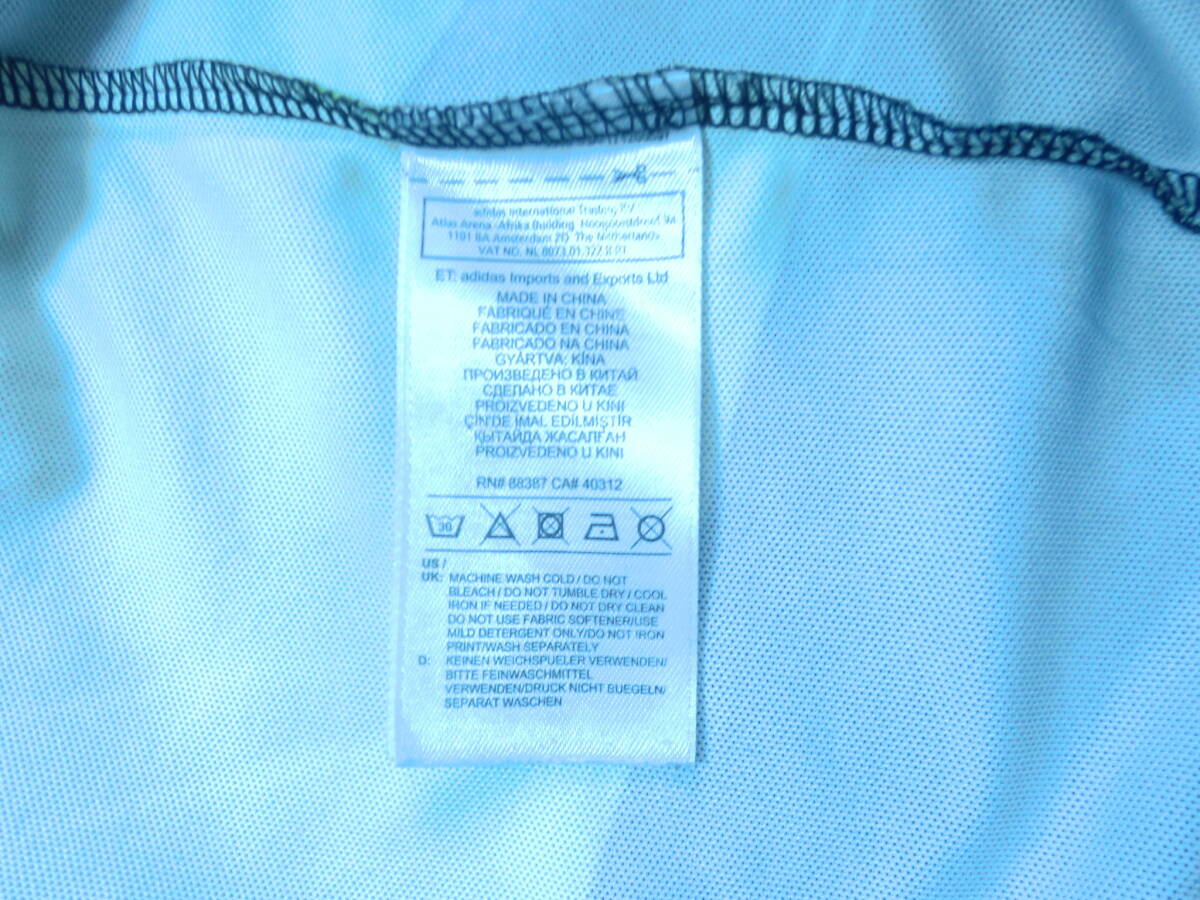 adidas International Trading B.V.
Atlas Arena Afrika Building Hoogoorddreef 9A
1101 BA Amsterdam ZO The Netherlands
VAT NO. NL
ET: adidas Imports and Exports Ltd
MADE IN CHINA
FABRIQUÉ EN CHINE
FABRICADO EN CHINA
FABRICADO NA CHINA
GYÁRTVA: KÍNA
ПРОИЗВЕДЕНО В КИТАЙ
СДЕЛАНО В КИТАЕ
PROIZVEDENO U KINI
ÇİN'DE İMAL EDİLMİŞTİR
ҚЫТАЙДА ЖАСАЛҒАН
PROIZVEDENO U KINI
RN# 88387 CA# 40312
30
US /
UK: MACHINE WASH COLD / DO NOT
BLEACH / DO NOT TUMBLE DRY / COOL
IRON IF NEEDED / DO NOT DRY CLEAN
DO NOT USE FABRIC SOFTENER/USE
MILD DETERGENT ONLY/DO NOT IRON
PRINT/WASH SEPARATELY
D: KEINEN WEICHSPUELER VERWENDEN/
BITTE FEINWASCHMITTEL
VERWENDEN/DRUCK NICHT BUEGELN/
SEPARAT WASCHEN